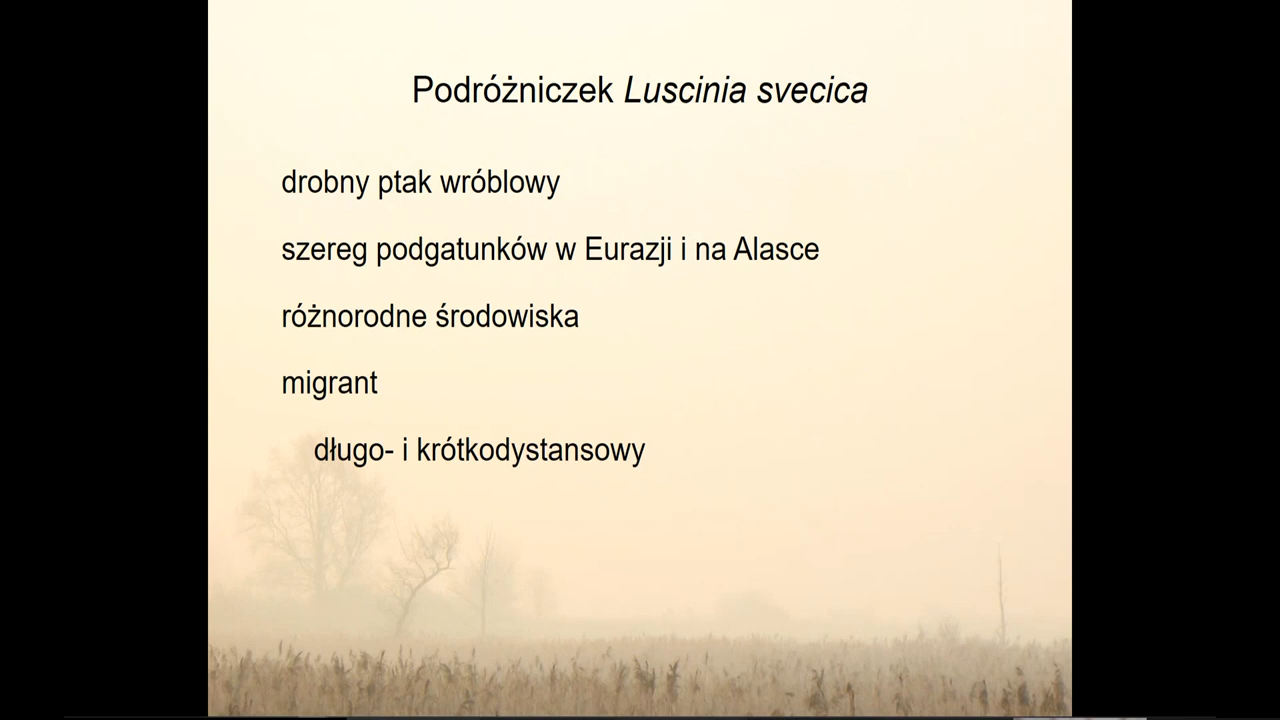 Podróżniczek Luscinia svecica
drobny ptak wróblowy
szereg podgatunków w Eurazji i na Alasce
różnorodne środowiska
migrant
długo- i krótkodystansowy